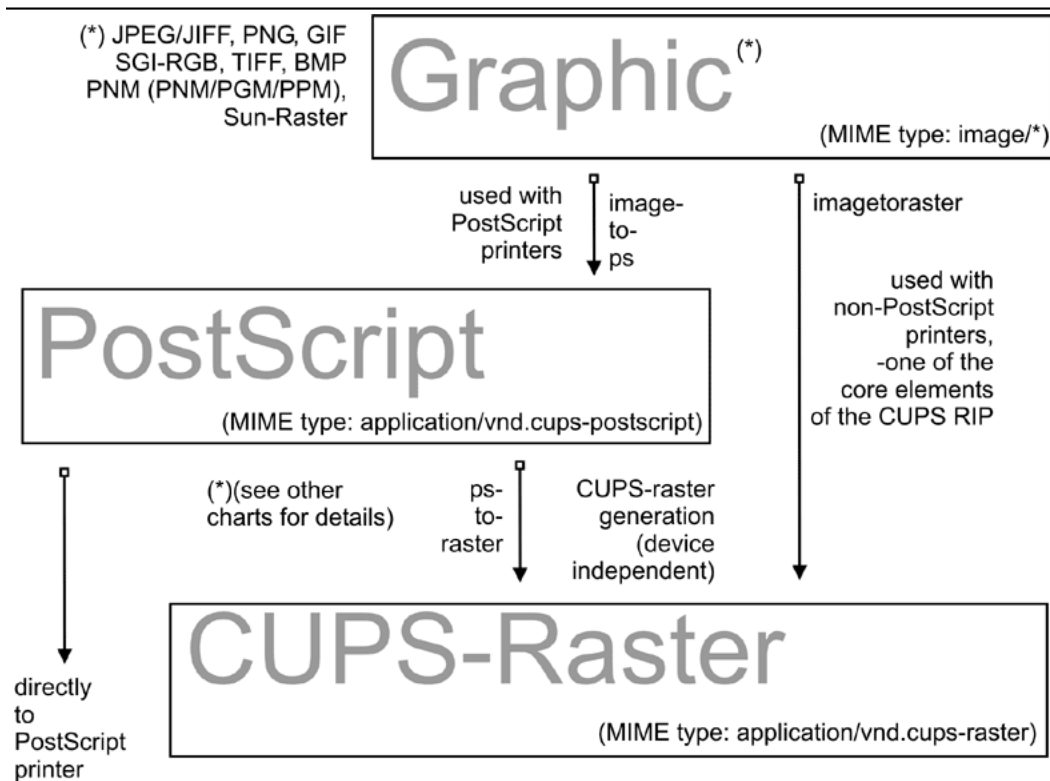 (*) JPEG/JIFF, PNG, GIF
SGI-RGB, TIFF, BMP
PNM (PNM/PGM/PPM),
Sun-Raster
Graphic(*)
(MIME type: image/*)
used with
PostScript
printers
image-
to-
ps
imagetoraster
used with
non-PostScript
printers,
-one of the
core elements
of the CUPS RIP
PostScript
(MIME type: application/vnd.cups-postscript)
(*)(see other
charts for details)
ps-
to-
raster
CUPS-raster
generation
(device
independent)
CUPS-Raster
(MIME type: application/vnd.cups-raster)
directly
to
PostScript
printer